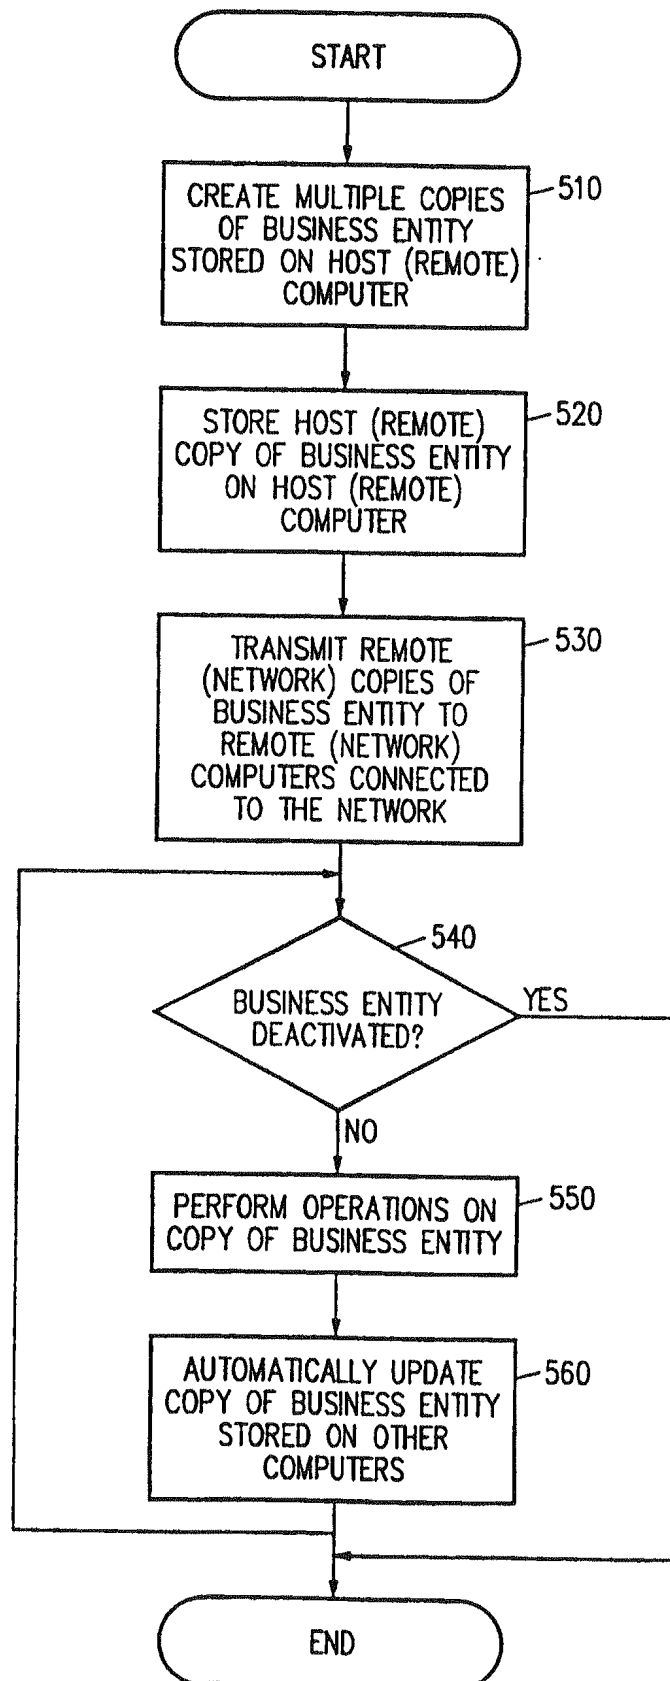 START
CREATE MULTIPLE COPIES
OF BUSINESS ENTITY
STORED ON HOST (REMOTE)
COMPUTER
510
STORE HOST (REMOTE)
COPY OF BUSINESS ENTITY
ON HOST (REMOTE)
COMPUTER
520
TRANSMIT REMOTE
(NETWORK) COPIES OF
BUSINESS ENTITY TO
REMOTE (NETWORK)
COMPUTERS CONNECTED
TO THE NETWORK
530
540
BUSINESS ENTITY
DEACTIVATED?
YES
NO
PERFORM OPERATIONS ON
COPY OF BUSINESS ENTITY
550
AUTOMATICALLY UPDATE
COPY OF BUSINESS ENTITY
STORED ON OTHER
COMPUTERS
560
END